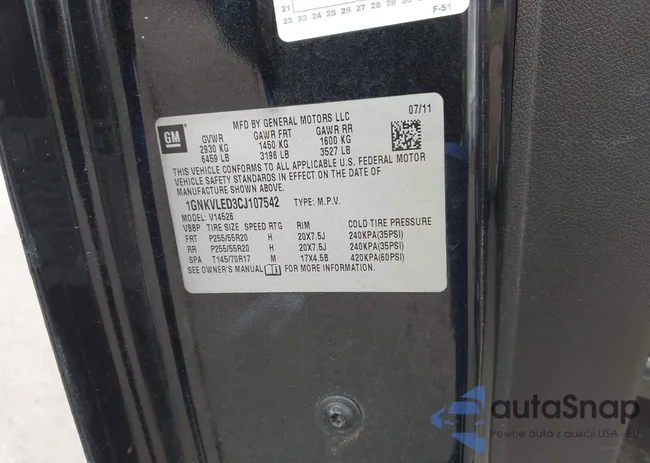 21
22 23 24 25 26 27 28 29 30
F-51
MFD BY GENERAL MOTORS LLC 07/11
GM
GVWR GAWR FRT GAWR RR
2930 KG 1450 KG 1600 KG
6459 LB 3196 LB 3527 LB
THIS VEHICLE CONFORMS TO ALL APPLICABLE U.S. FEDERAL MOTOR
VEHICLE SAFETY STANDARDS IN EFFECT ON THE DATE OF
MANUFACTURE SHOWN ABOVE.
1GNKVLED3CJ107542 TYPE: M.P.V.
MODEL: V14526
VBBP TIRE SIZE SPEED RTG RIM COLD TIRE PRESSURE
FRT P255/55R20 H 20X7.5J 240KPA(35PSI)
RR P255/55R20 H 20X7.5J 240KPA(35PSI)
SPA T145/70R17 M 17X4.5B 420KPA(60PSI)
SEE OWNER'S MANUAL FOR MORE INFORMATION.
autaSnap
Pewne auta z aukcji USA i EU